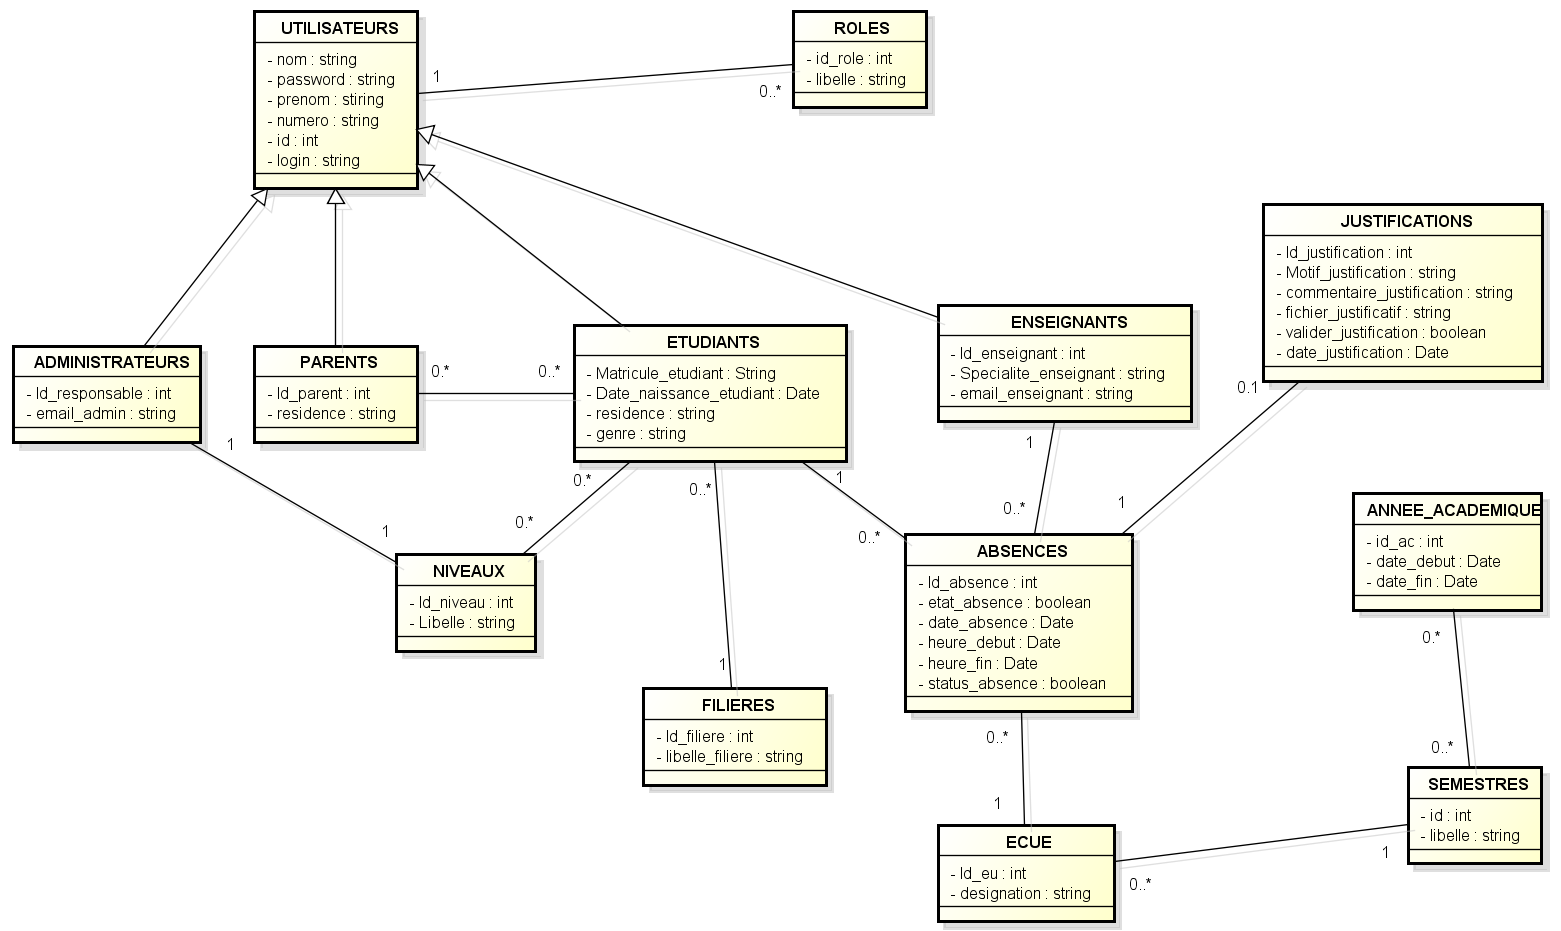 UTILISATEURS
- nom : string
- password : string
- prenom : stiring
- numero : string
- id : int
- login : string
1
0..*
ROLES
- id_role : int
- libelle : string
JUSTIFICATIONS
- Id_justification : int
- Motif_justification : string
- commentaire_justification : string
- fichier_justificatif : string
- valider_justification : boolean
- date_justification : Date
0.1
1
ENSEIGNANTS
- Id_enseignant : int
- Specialite_enseignant : string
- email_enseignant : string
1
0..*
ADMINISTRATEURS
- Id_responsable : int
- email_admin : string
1
1
PARENTS
- Id_parent : int
- residence : string
0.*
0..*
ETUDIANTS
- Matricule_etudiant : String
- Date_naissance_etudiant : Date
- residence : string
- genre : string
0.*
0.*
0..*
1
1
0..*
NIVEAUX
- Id_niveau : int
- Libelle : string
FILIERES
- Id_filiere : int
- libelle_filiere : string
ABSENCES
- Id_absence : int
- etat_absence : boolean
- date_absence : Date
- heure_debut : Date
- heure_fin : Date
- status_absence : boolean
0..*
1
ANNEE_ACADEMIQUE
- id_ac : int
- date_debut : Date
- date_fin : Date
0.*
0..*
SEMESTRES
- id : int
- libelle : string
1
0..*
ECUE
- Id_eu : int
- designation : string